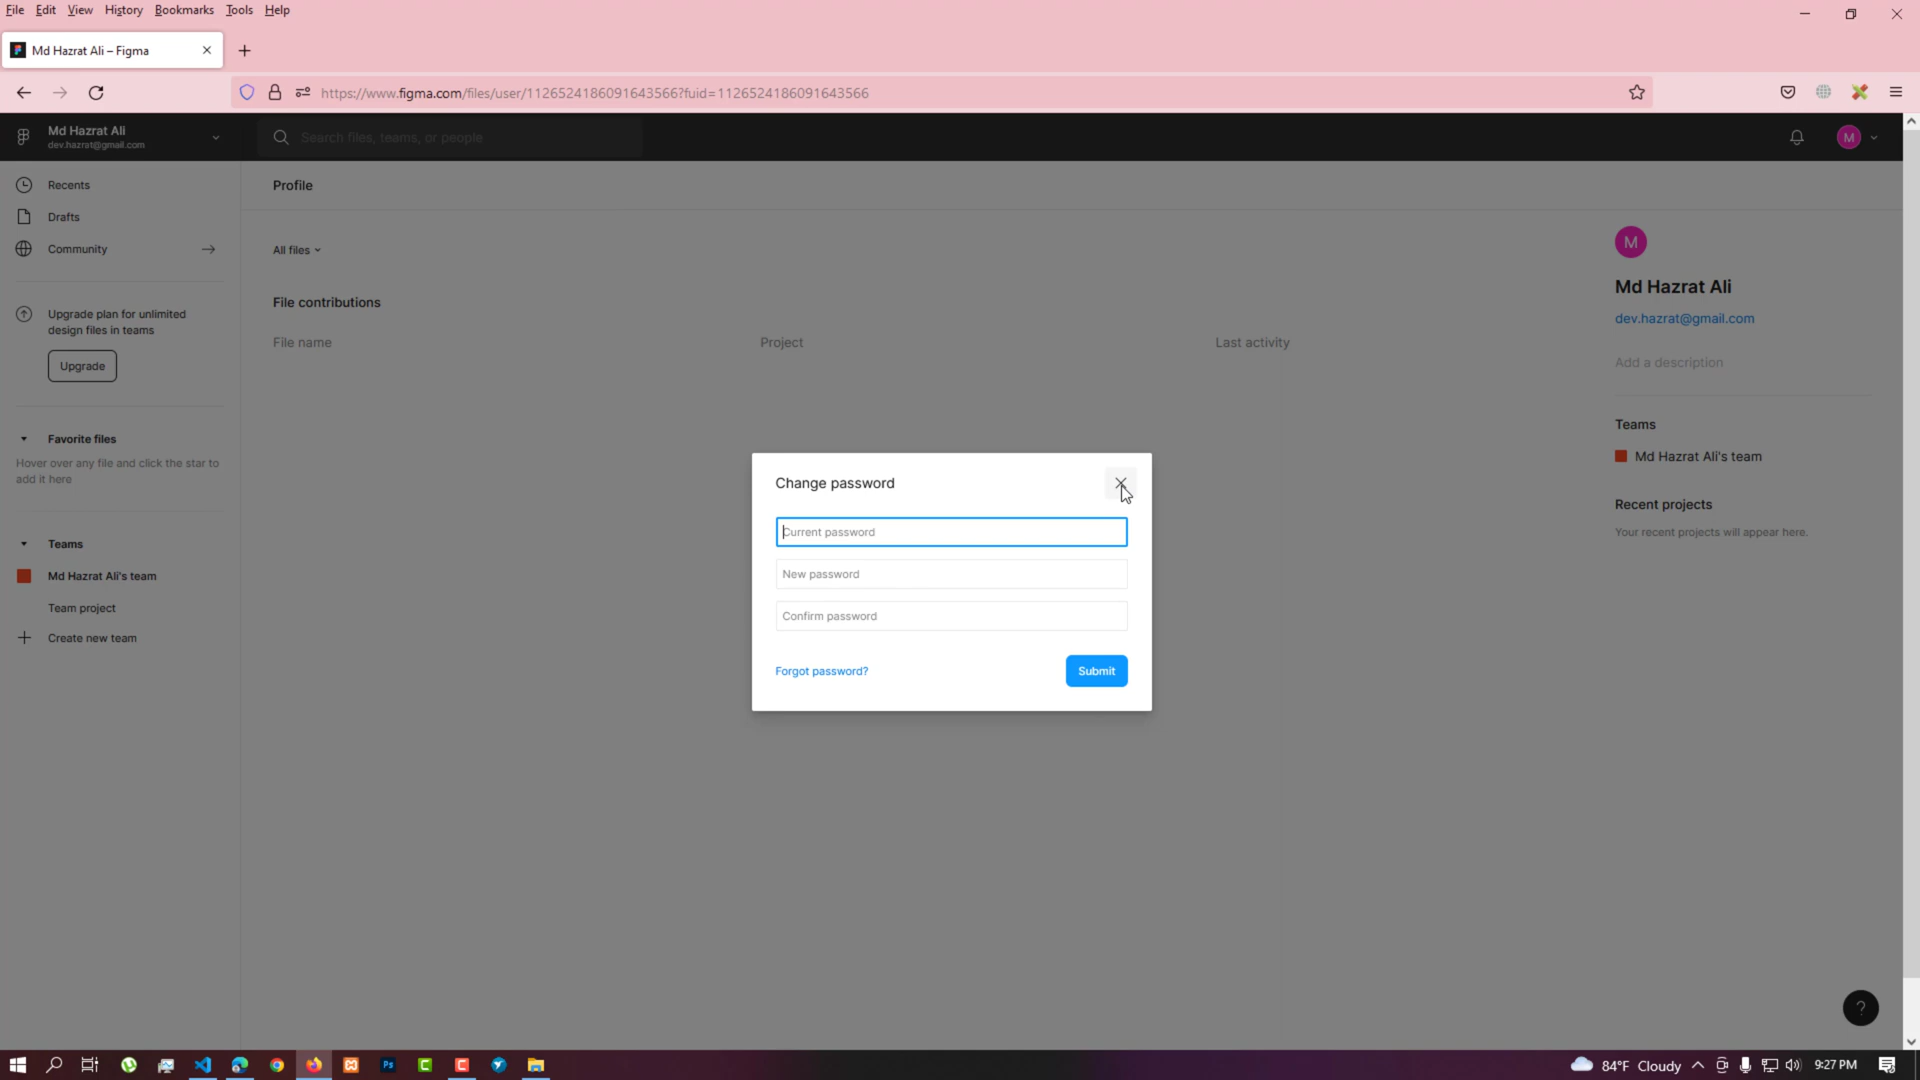 File Edit View History Bookmarks Tools Help
Md Hazrat Ali – Figma
https://www.figma.com/files/user/1126524186091643566?fuid=1126524186091643566
Md Hazrat Ali
dev.hazrat@gmail.com
Search files, teams, or people
M
Recents
Drafts
Community
Upgrade plan for unlimited
design files in teams
Upgrade
Favorite files
Hover over any file and click the star to
add it here
Teams
Md Hazrat Ali's team
Team project
Create new team
Profile
All files
File contributions
File name Project Last activity
Change password
Current password
New password
Confirm password
Forgot password?
Submit
M
Md Hazrat Ali
dev.hazrat@gmail.com
Add a description
Teams
Md Hazrat Ali's team
Recent projects
Your recent projects will appear here.
?
Ps
C
C
84°F Cloudy
9:27 PM